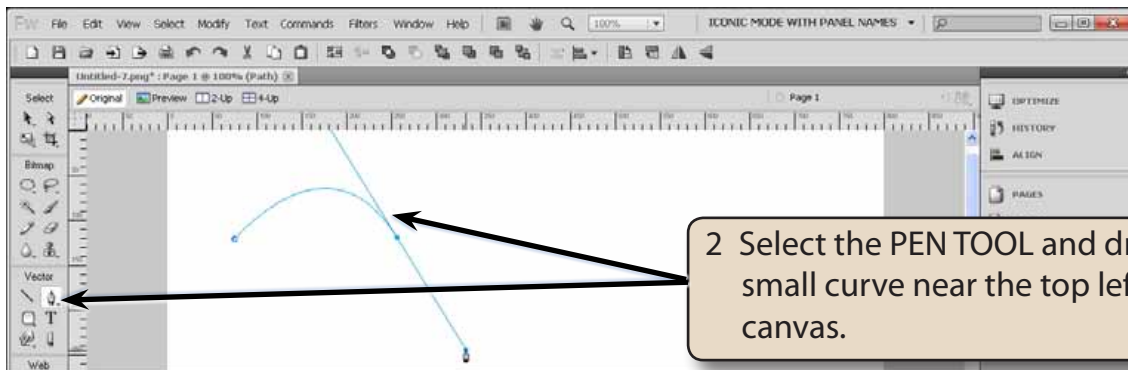 Fw File Edit View Select Modify Text Commands Filters Window Help 100% ICONIC MODE WITH PANEL NAMES
Untitled-7.png* : Page 1 @ 100% (Path)
Select Original Preview 2-Up 4-Up Page 1
OPTIMIZE
HISTORY
ALIGN
Bitmap
PAGES
2 Select the PEN TOOL and dr
small curve near the top lef
canvas.
Vector
Web